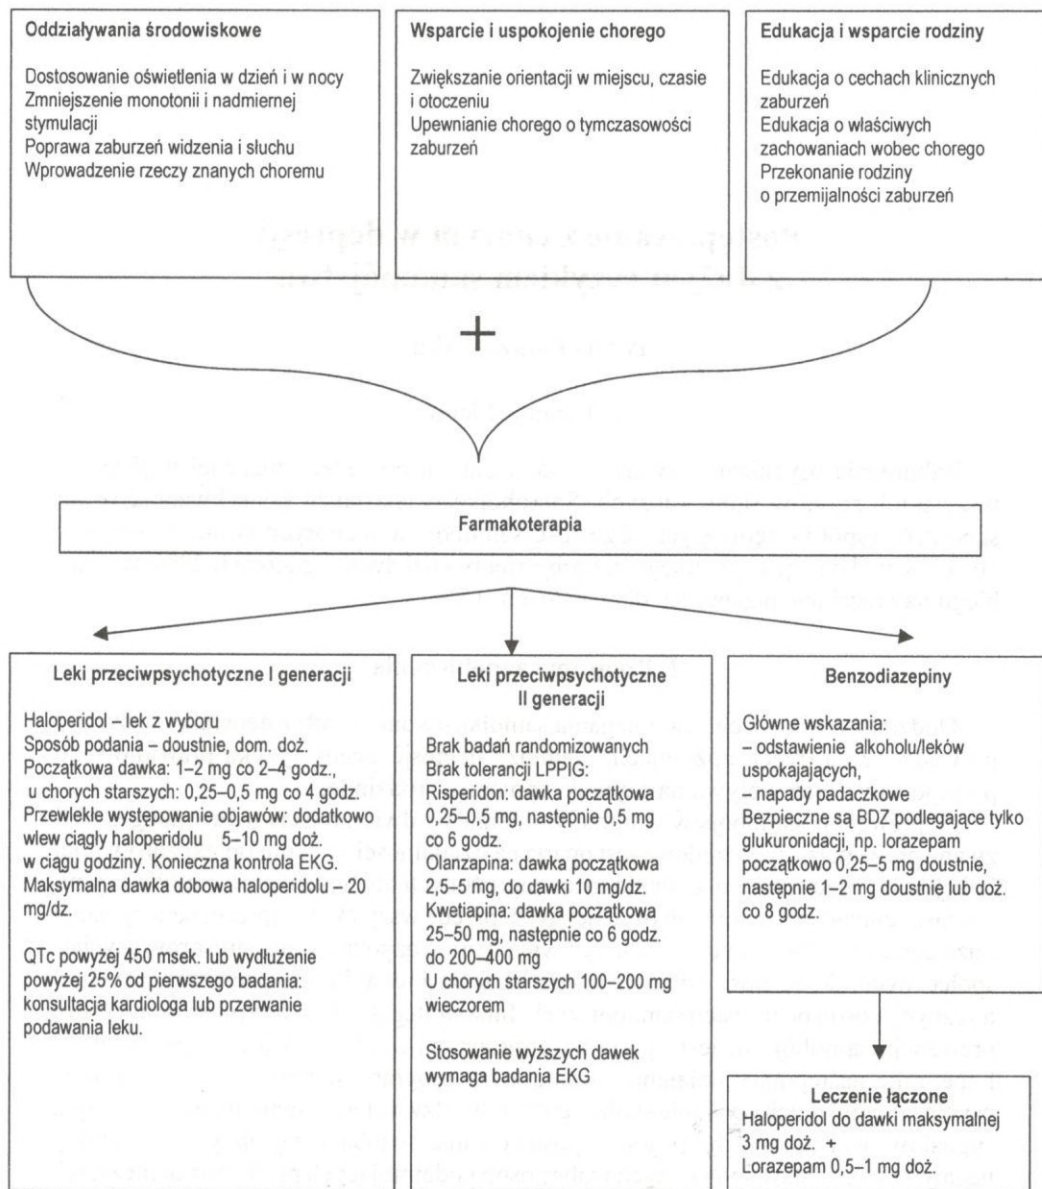 Oddziaływania środowiskowe
Dostosowanie oświetlenia w dzień i w nocy
Zmniejszenie monotonii i nadmiernej
stymulacji
Poprawa zaburzeń widzenia i słuchu
Wprowadzenie rzeczy znanych choremu
Wsparcie i uspokojenie chorego
Zwiększanie orientacji w miejscu, czasie
i otoczeniu
Upewnianie chorego o tymczasowości
zaburzeń
Edukacja i wsparcie rodziny
Edukacja o cechach klinicznych
zaburzeń
Edukacja o właściwych
zachowaniach wobec chorego
Przekonanie rodziny
o przemijalności zaburzeń
+
Farmakoterapia
Leki przeciwpsychotyczne I generacji
Haloperidol – lek z wyboru
Sposób podania – doustnie, dom. doż.
Początkowa dawka: 1–2 mg co 2–4 godz.,
u chorych starszych: 0,25–0,5 mg co 4 godz.
Przewlekłe występowanie objawów: dodatkowo
wlew ciągły haloperidolu 5–10 mg doż.
w ciągu godziny. Konieczna kontrola EKG.
Maksymalna dawka dobowa haloperidolu – 20
mg/dz.
QTc powyżej 450 msek. lub wydłużenie
powyżej 25% od pierwszego badania:
konsultacja kardiologa lub przerwanie
podawania leku.
Leki przeciwpsychotyczne
II generacji
Brak badań randomizowanych
Brak tolerancji LPPIG:
Risperidon: dawka początkowa
0,25–0,5 mg, następnie 0,5 mg
co 6 godz.
Olanzapina: dawka początkowa
2,5–5 mg, do dawki 10 mg/dz.
Kwetiapina: dawka początkowa
25–50 mg, następnie co 6 godz.
do 200–400 mg
U chorych starszych 100–200 mg
wieczorem
Stosowanie wyższych dawek
wymaga badania EKG
Benzodiazepiny
Główne wskazania:
– odstawienie alkoholu/leków
uspokajających,
– napady padaczkowe
Bezpieczne są BDZ podlegające tylko
glukuronizacji, np. lorazepam
początkowo 0,25–5 mg doustnie,
następnie 1–2 mg doustnie lub doż.
co 8 godz.
Leczenie łączone
Haloperidol do dawki maksymalnej
3 mg doż. +
Lorazepam 0,5–1 mg doż.